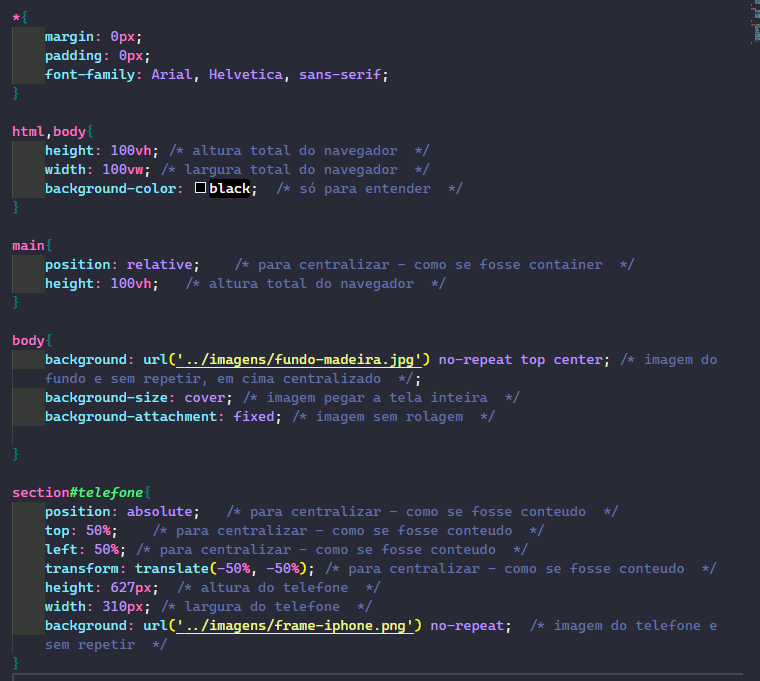 *{
margin: 0px;
padding: 0px;
font-family: Arial, Helvetica, sans-serif;
}
html,body{
height: 100vh; /* altura total do navegador  */
width: 100vw; /* largura total do navegador  */
background-color: black;  /* só para entender  */
}
main{
position: relative;    /* para centralizar - como se fosse container  */
height: 100vh;   /* altura total do navegador  */
}
body{
background: url('../imagens/fundo-madeira.jpg') no-repeat top center; /* imagem do
fundo e sem repetir, em cima centralizado  */;
background-size: cover; /* imagem pegar a tela inteira  */
background-attachment: fixed; /* imagem sem rolagem  */
}
section#telefone{
position: absolute;   /* para centralizar - como se fosse conteudo  */
top: 50%;    /* para centralizar - como se fosse conteudo  */
left: 50%; /* para centralizar - como se fosse conteudo  */
transform: translate(-50%, -50%); /* para centralizar - como se fosse conteudo  */
height: 627px;  /* altura do telefone  */
width: 310px; /* largura do telefone  */
background: url('../imagens/frame-iphone.png') no-repeat;  /* imagem do telefone e
sem repetir  */
}